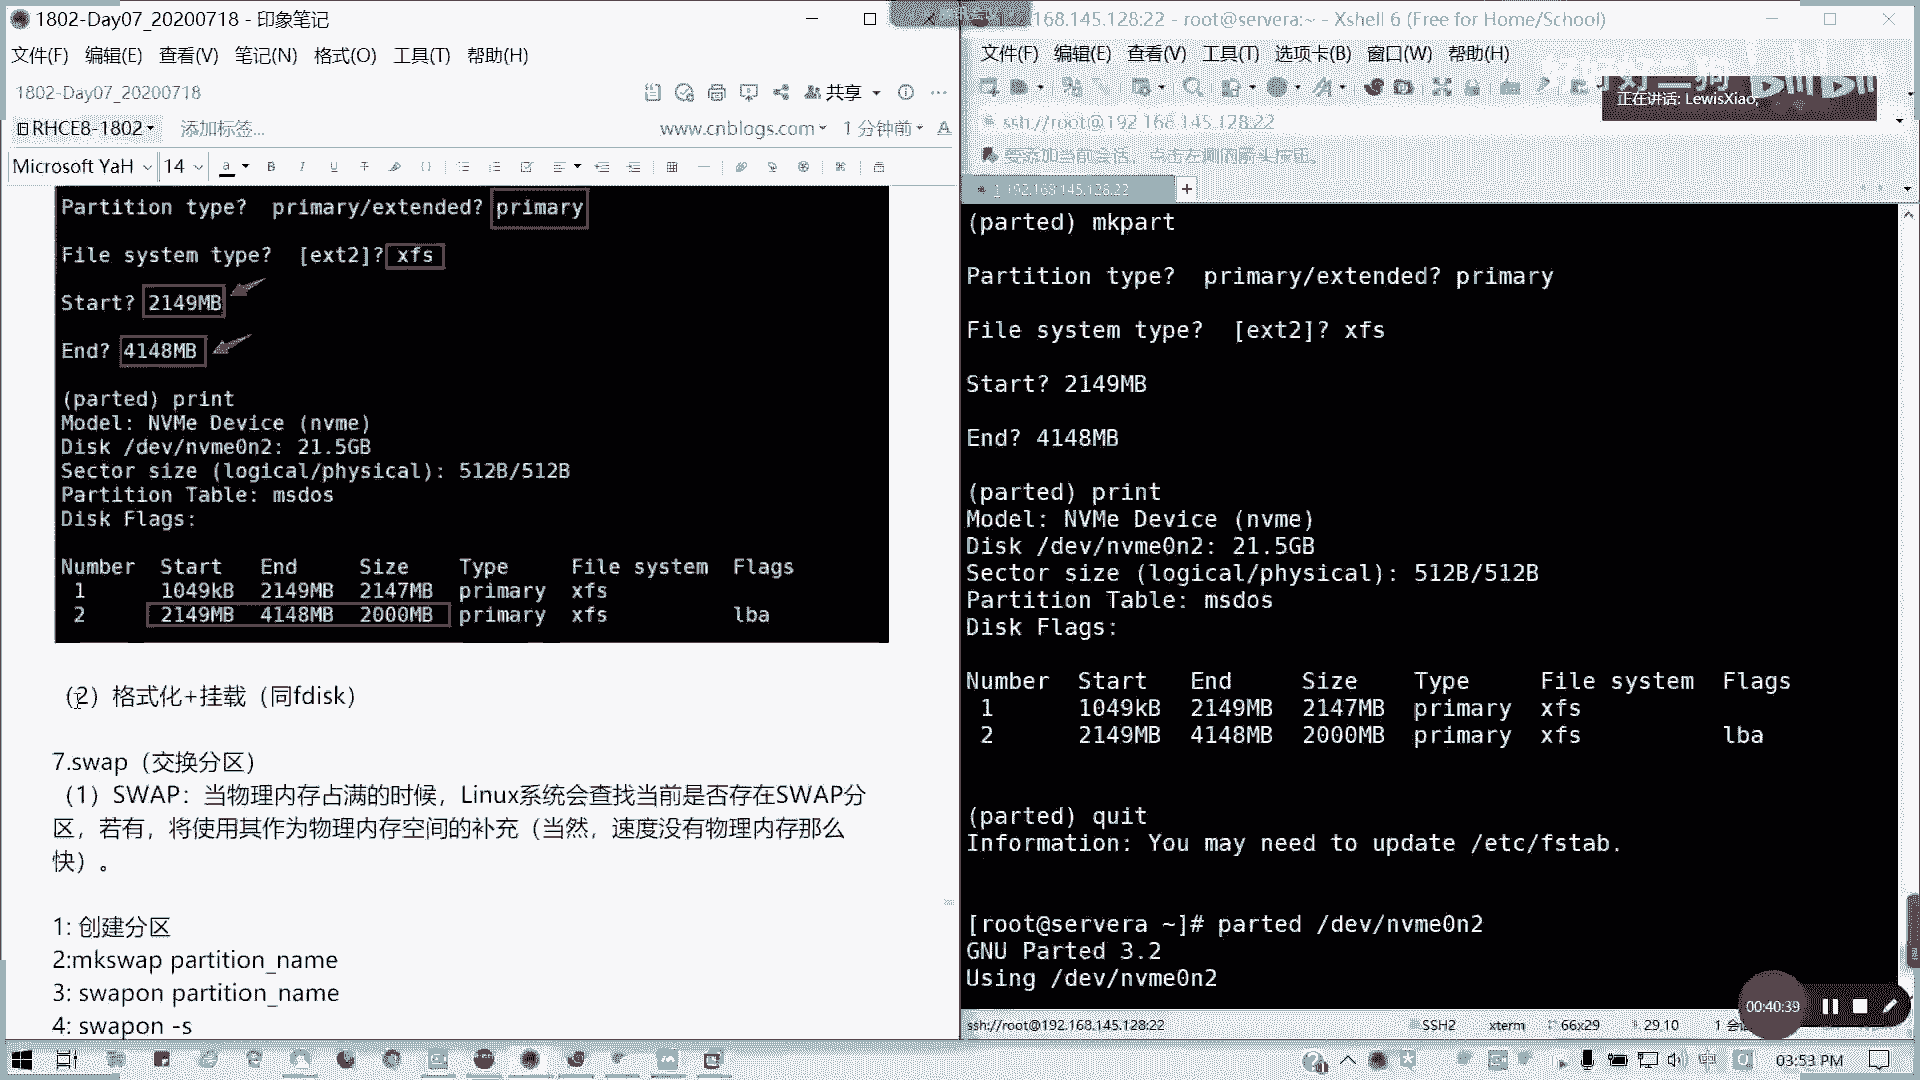 1802-Day07_20200718 - 印象笔记
文件(F) 编辑(E) 查看(V) 笔记(N) 格式(O) 工具(T) 帮助(H)
1802-Day07_20200718
共享
RHCE8-1802
添加标签...
www.cnblogs.com
1 分钟前
Microsoft YaH
14
Partition type? primary/extended? primary
File system type? [ext2]? xfs
Start? 2149MB
End? 4148MB
(parted) print
Model: NVMe Device (nvme)
Disk /dev/nvme0n2: 21.5GB
Sector size (logical/physical): 512B/512B
Partition Table: msdos
Disk Flags:
Number Start End Size Type File system Flags
1 1049kB 2149MB 2147MB primary xfs
2 2149MB 4148MB 2000MB primary xfs lba
（2）格式化+挂载（同fdisk）
7.swap（交换分区）
（1）SWAP：当物理内存占满的时候，Linux系统会查找当前是否存在SWAP分
区，若有，将使用其作为物理内存空间的补充（当然，速度没有物理内存那么
快）。
1: 创建分区
2:mkswap partition_name
3: swapon partition_name
4: swapon -s
168.145.128:22 - root@servera:~ - Xshell 6 (Free for Home/School)
文件(F) 编辑(E) 查看(V) 工具(T) 选项卡(B) 窗口(W) 帮助(H)
正在讲话: LewisXiao;
ssh://root@192.168.145.128:22
要添加当前会话，点击左侧的箭头按钮。
1 192.168.145.128:22
(parted) mkpart
Partition type? primary/extended? primary
File system type? [ext2]? xfs
Start? 2149MB
End? 4148MB
(parted) print
Model: NVMe Device (nvme)
Disk /dev/nvme0n2: 21.5GB
Sector size (logical/physical): 512B/512B
Partition Table: msdos
Disk Flags:
Number Start End Size Type File system Flags
1 1049kB 2149MB 2147MB primary xfs
2 2149MB 4148MB 2000MB primary xfs lba
(parted) quit
Information: You may need to update /etc/fstab.
[root@servera ~]# parted /dev/nvme0n2
GNU Parted 3.2
Using /dev/nvme0n2
00:40:39
ssh://root@192.168.145.128:22
SSH2
xterm
66x29
29,10
03:53 PM